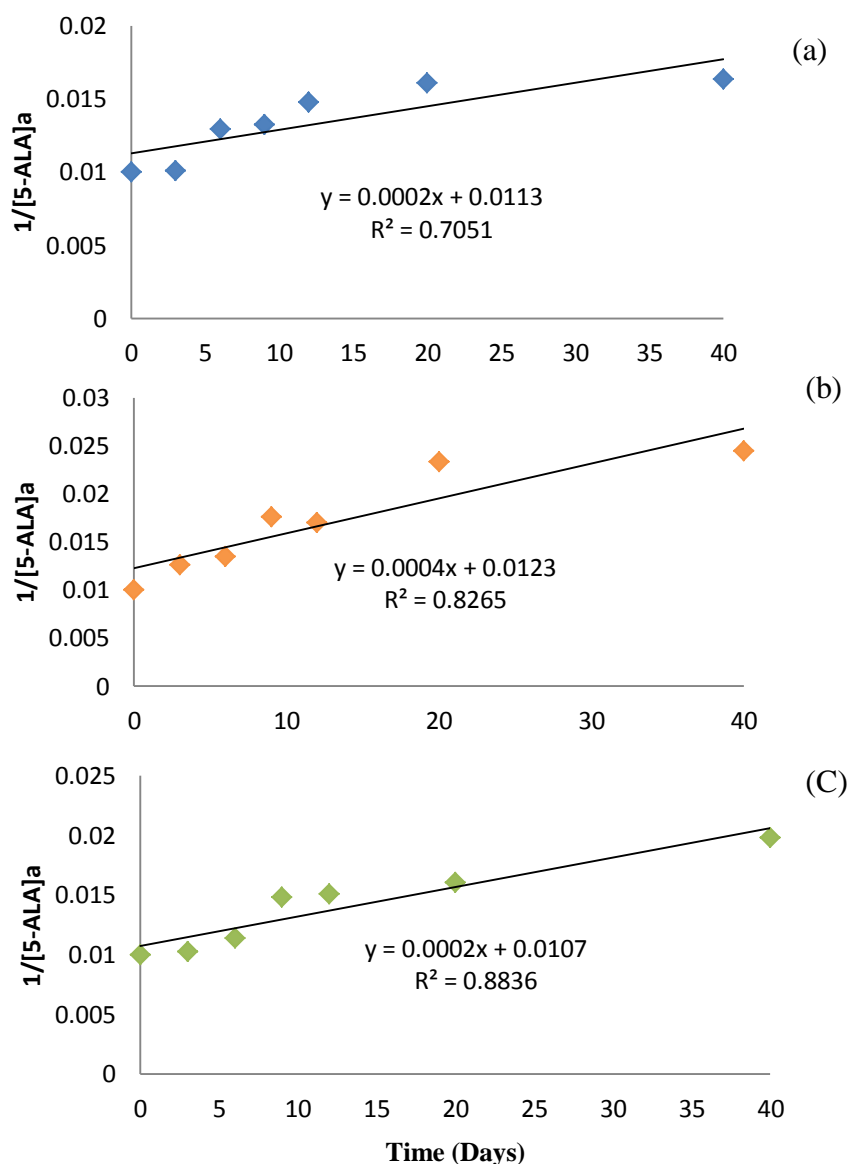 (a)
1/[5-ALA]a
0.02
0.015
0.01
0.005
0
y = 0.0002x + 0.0113
R² = 0.7051
0 5 10 15 20 25 30 35 40
(b)
1/[5-ALA]a
0.03
0.025
0.02
0.015
0.01
0.005
0
y = 0.0004x + 0.0123
R² = 0.8265
0 10 20 30 40
(C)
1/[5-ALA]a
0.025
0.02
0.015
0.01
0.005
0
y = 0.0002x + 0.0107
R² = 0.8836
0 5 10 15 20 25 30 35 40
Time (Days)